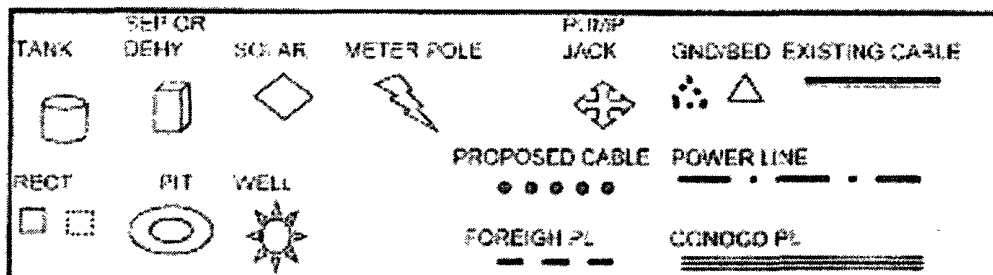 TANK SEP OR DEHY SOLAR METER POLE PUMP JACK GND/BED EXISTING CABLE
PROPOSED CABLE POWER LINE
RECT PIT WELL
FOREIGH PL CONOCO PL